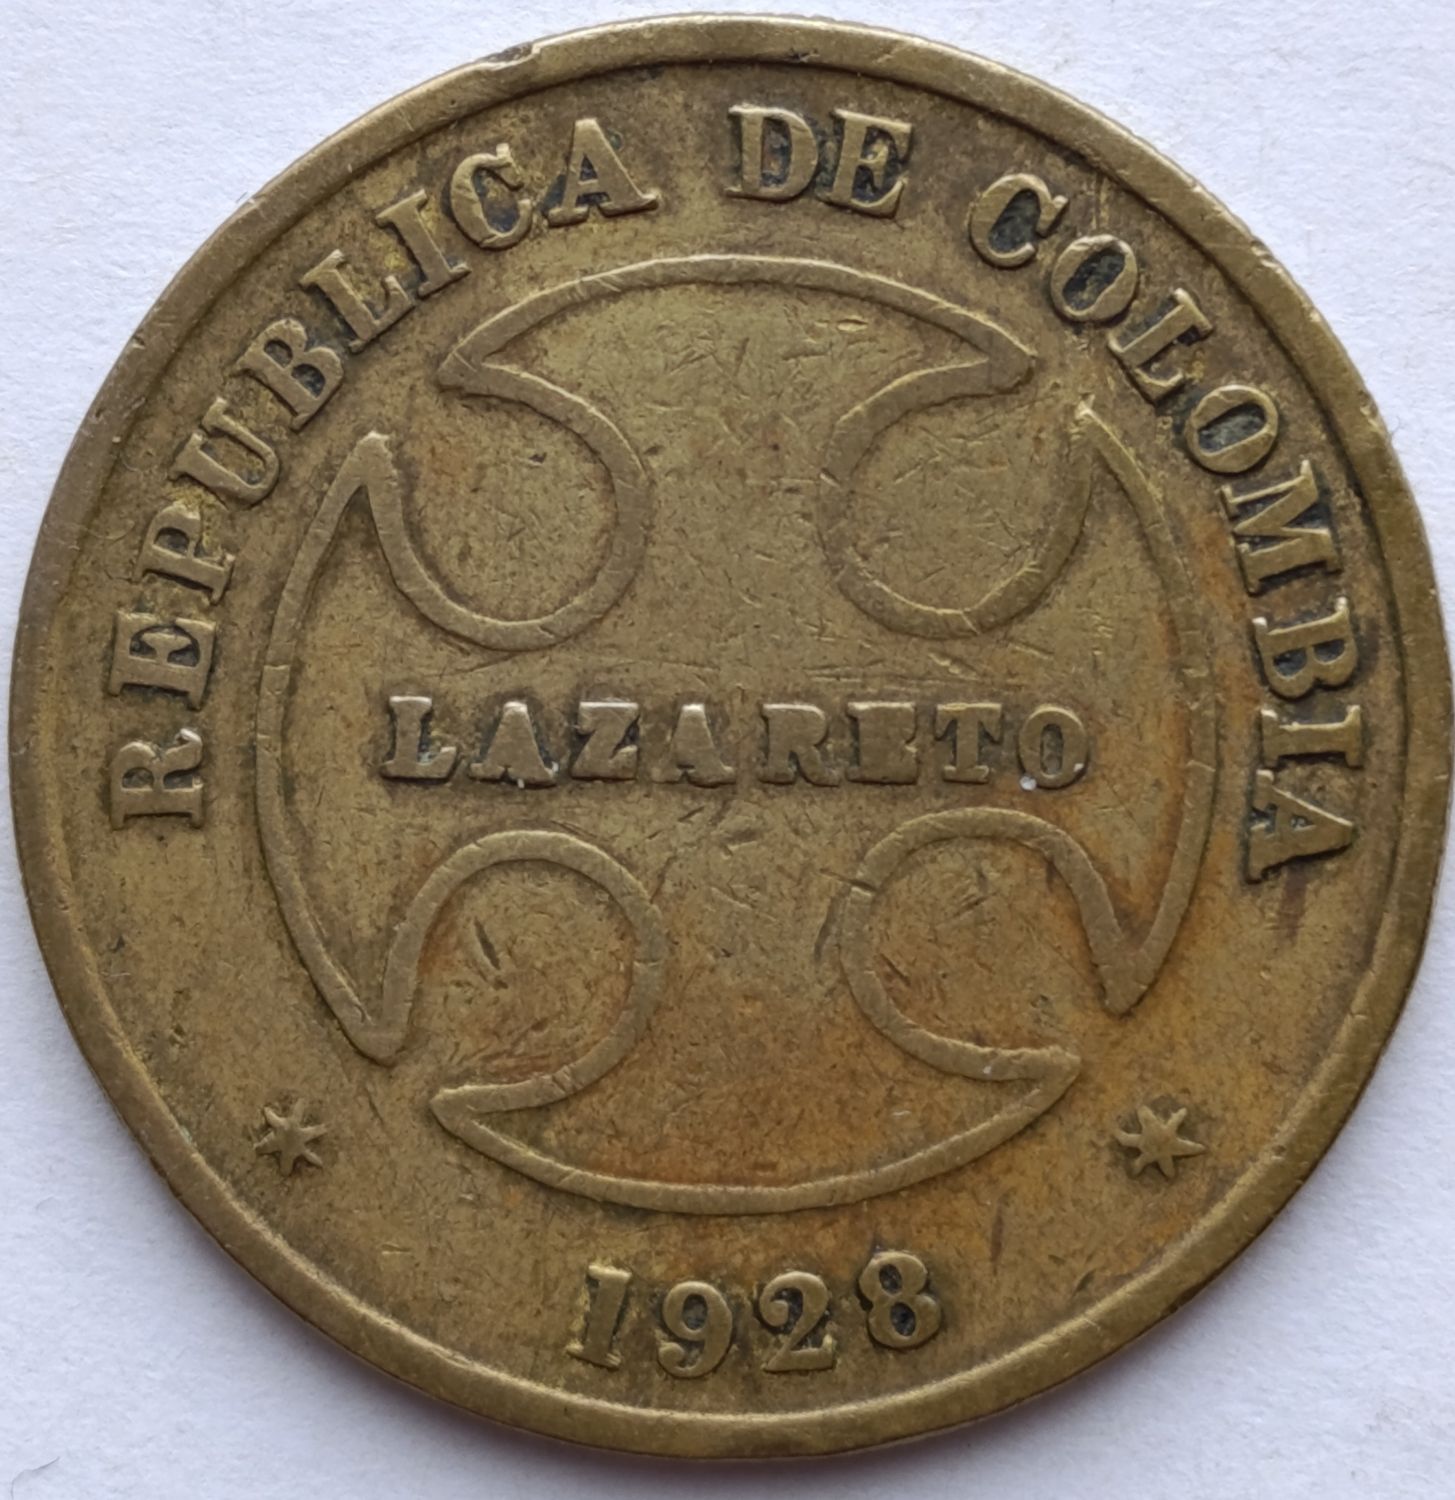 REPUBLICA DE COLOMBIA
LAZARETO
1928